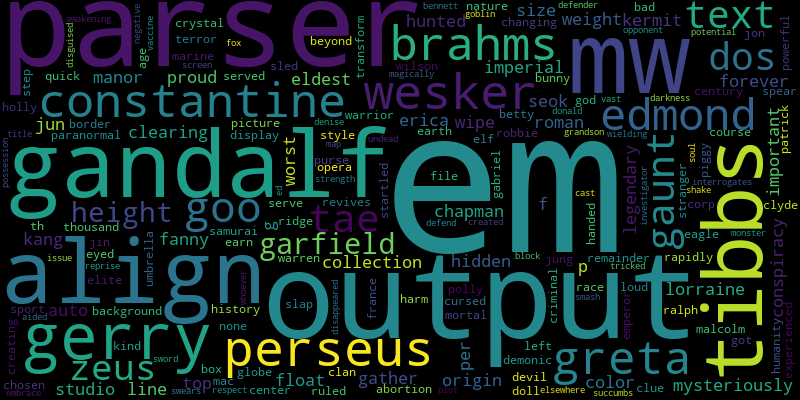 parser
em
gandalf
output
align
mw
tibbs
gerry
perseus
constantine
wesker
brahms
edmond
text
dos
greta
garfield
gaunt
zeus
goo
tae
height
lorraine
mysteriously
conspiracy
collection
clearing
imperial
legendary
important
forever
kermit
weight
size
hunted
beyond
nature
changing
bunny
god
roman
seok
wipe
erica
eldest
proud
served
manor
crystal
terror
marine
screen
fox
awakening
disguised
negative
vaccine
transform
wilson
sled
quick
step
age
holly
jun
border
paranormal
picture
display
style
warrior
worst
opera
purse
map
undead
strength
denise
title
possession
kang
th
thousand
jin
eyed
ridge
samurai
earn
fanny
serve
revives
startled
earth
elf
file
gabriel
chapman
betty
robbie
donald
grandson
wielding
vast
darkness
century
spear
powerful
potential
opponent
defender
bennett
goblin
magically
bad
jon
patrick
course
piggy
soul
shake
interrogates
investigator
stranger
monster
clyde
corp
eagle
humanity
experienced
rapidly
ralph
malcolm
got
emperor
loud
smash
race
criminal
remainder
tricked
jung
block
created
defend
cast
handed
hidden
polly
cursed
mortal
demonic
devil
doll
elsewhere
succumbs
left
per
origin
gather
abortion
float
color
clue
clan
globe
center
ruled
respect
swears
sword
box
mac
top
studio
line
kind
chosen
embrace
creating
aided
sport
auto
background
history
none
elite
reprise
issue
umbrella
warren
whoever
slap
disappeared
france
harm
plot
f
p
g
ed